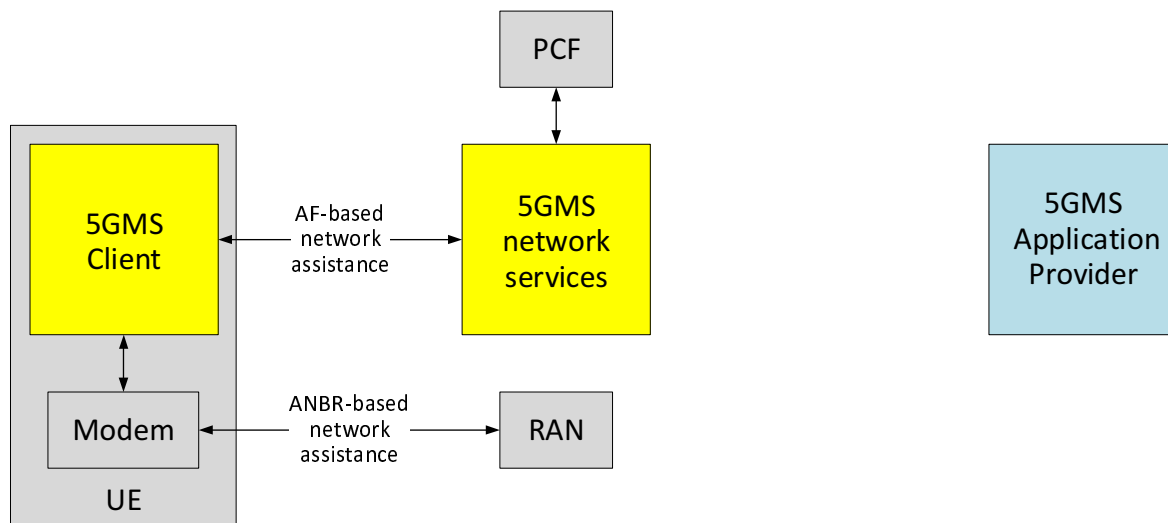 PCF
5GMS
Client
AF-based
network
assistance
5GMS
network
services
5GMS
Application
Provider
Modem
ANBR-based
network
assistance
RAN
UE